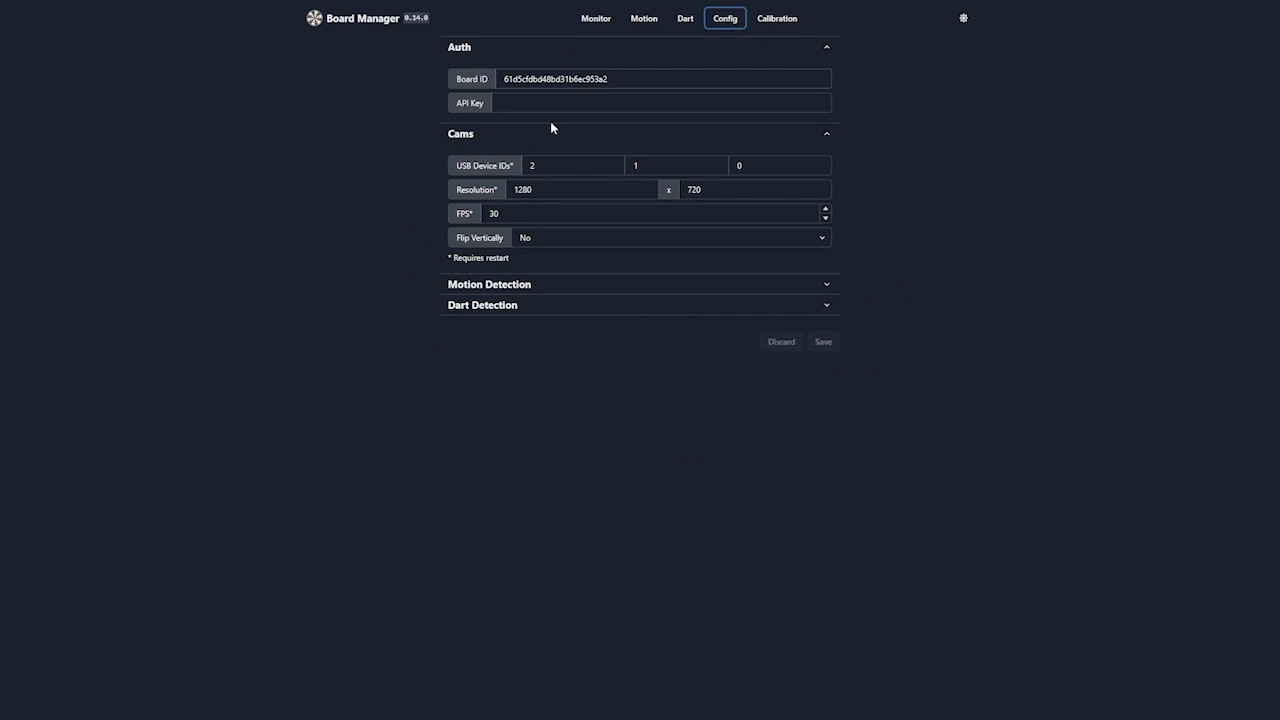 Board Manager 0.14.0 Monitor Motion Dart Config Calibration
Auth
Board ID 61d5cfdbd48bd31b6ec953a2
API Key
Cams
USB Device IDs* 2 1 0
Resolution* 1280 x 720
FPS* 30
Flip Vertically No
* Requires restart
Motion Detection
Dart Detection
Discard Save